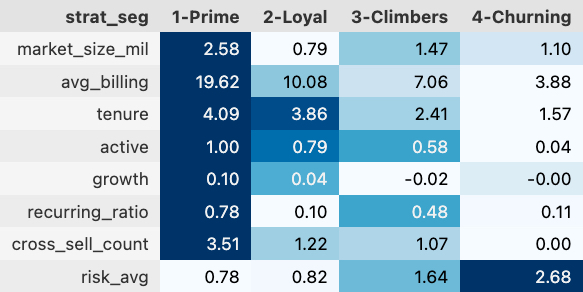 strat_seg 1-Prime 2-Loyal 3-Climbers 4-Churning
market_size_mil 2.58 0.79 1.47 1.10
avg_billing 19.62 10.08 7.06 3.88
tenure 4.09 3.86 2.41 1.57
active 1.00 0.79 0.58 0.04
growth 0.10 0.04 -0.02 -0.00
recurring_ratio 0.78 0.10 0.48 0.11
cross_sell_count 3.51 1.22 1.07 0.00
risk_avg 0.78 0.82 1.64 2.68